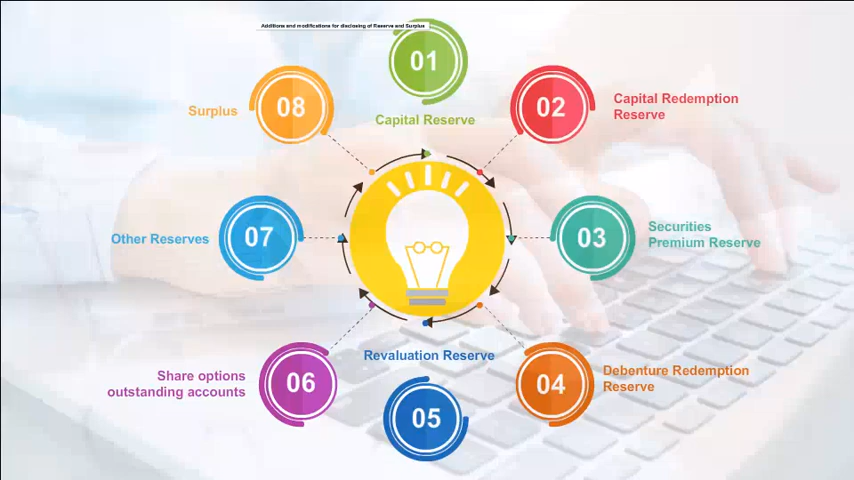 Additions and modifications for disclosing of Reserve and Surplus
01
Capital Reserve
02
Capital Redemption
Reserve
03
Securities
Premium Reserve
04
Debenture Redemption
Reserve
05
Revaluation Reserve
06
Share options
outstanding accounts
07
Other Reserves
08
Surplus